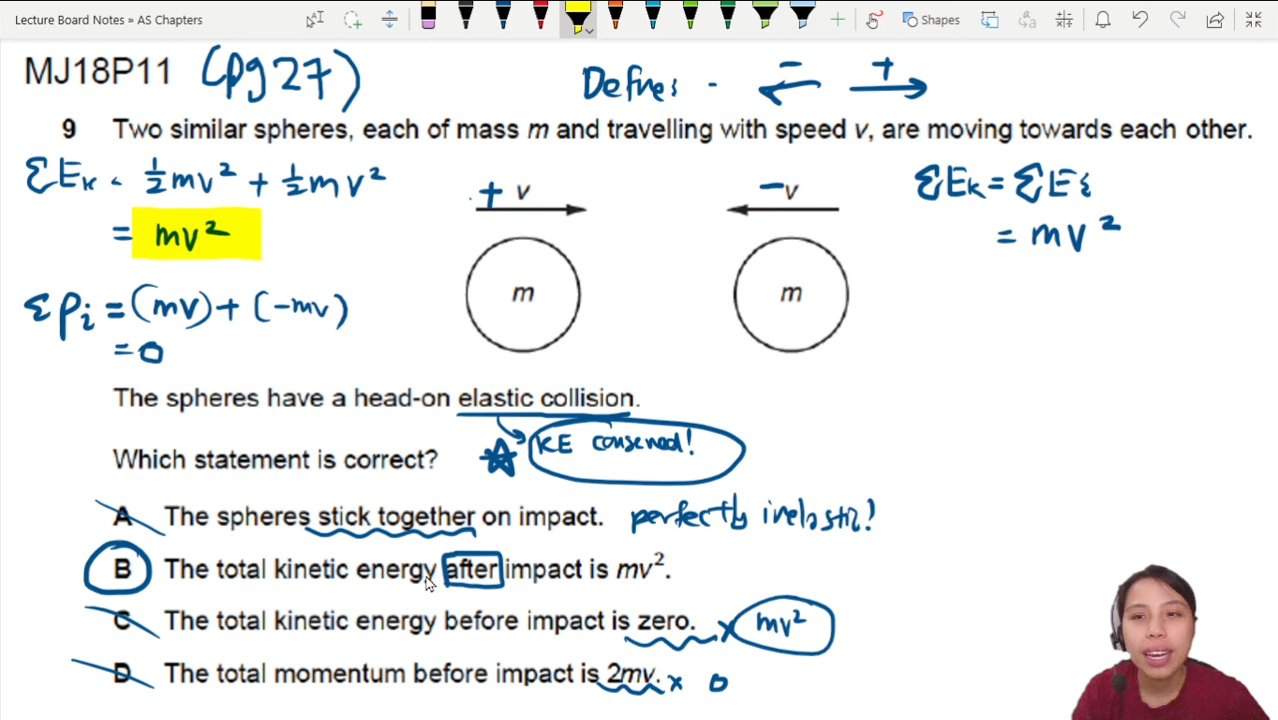 Lecture Board Notes » AS Chapters
Shapes
MJ18P11 (pg 27)
Define: - +
9 Two similar spheres, each of mass m and travelling with speed v, are moving towards each other.
ΣEk = ½mv² + ½mv²
= mv²
+ v
-v
ΣEk = ΣEi
= mv²
m
m
Σpi = (mv) + (-mv)
= 0
The spheres have a head-on elastic collision.
KE conserved!
Which statement is correct?
A The spheres stick together on impact. perfectly inelastic!
B The total kinetic energy after impact is mv².
C The total kinetic energy before impact is zero. x mv²
D The total momentum before impact is 2mv. x 0